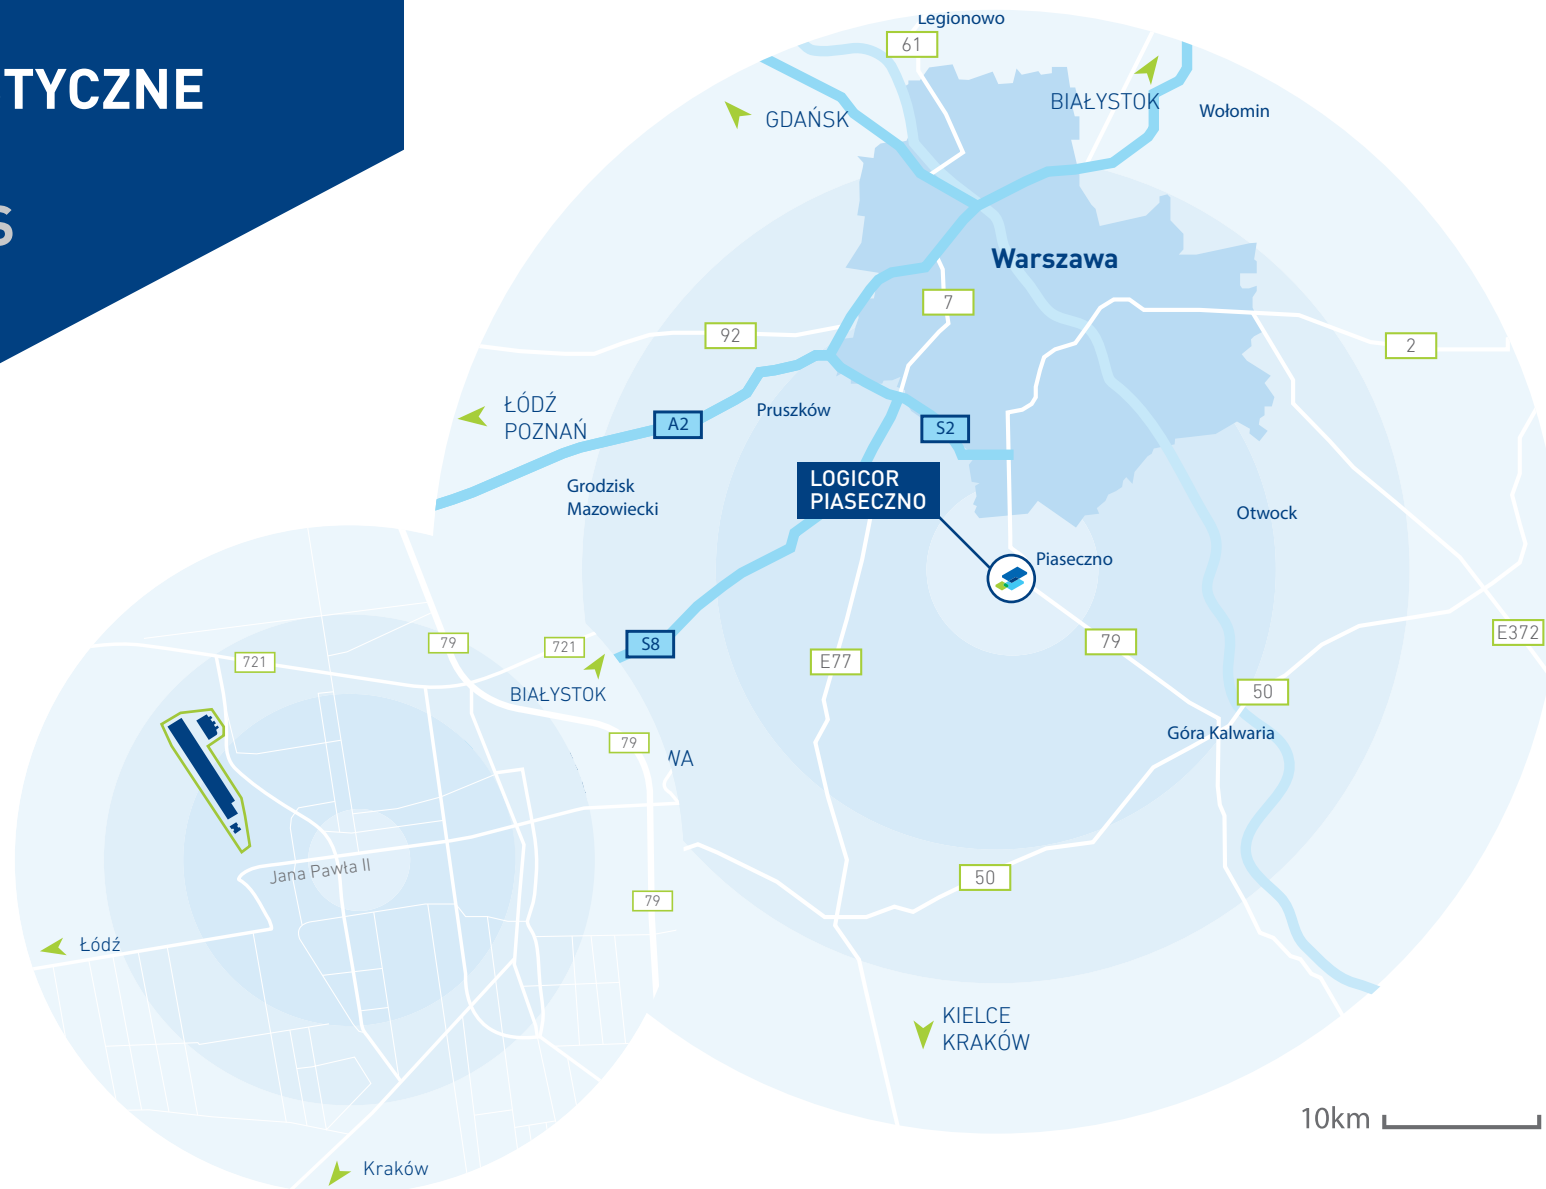 TYCZNE
S
Legionowo
61
BIAŁYSTOK
Wołomin
GDAŃSK
Warszawa
7
92
2
ŁÓDŹ
POZNAŃ
A2
Pruszków
S2
LOGICOR
PIASECZNO
Grodzisk
Mazowiecki
Otwock
Piaseczno
79
E372
E77
50
Góra Kalwaria
S8
721
79
721
BIAŁYSTOK
79
WA
50
79
Jana Pawła II
Łódź
KIELCE
KRAKÓW
10km
Kraków